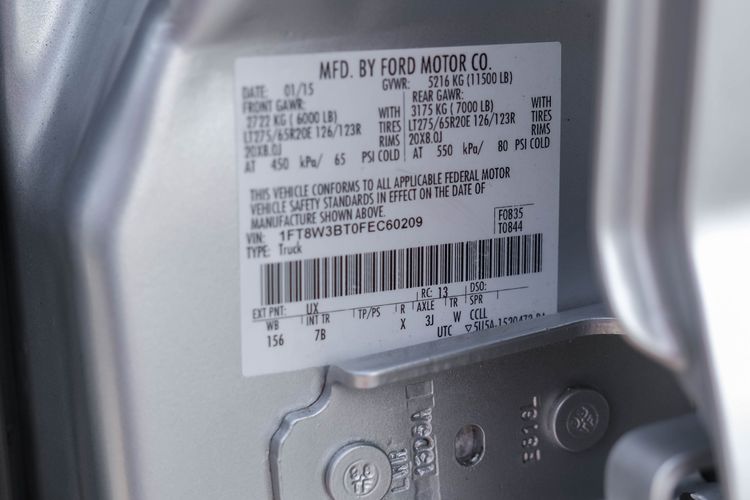 MFD. BY FORD MOTOR CO.
DATE: 01/15 GVWR: 5216 KG (11500 LB)
FRONT GAWR: REAR GAWR:
2722 KG ( 6000 LB) WITH 3175 KG ( 7000 LB) WITH
LT275/65R20E 126/123R TIRES LT275/65R20E 126/123R TIRES
20X8.0J RIMS 20X8.0J RIMS
AT 450 kPa/ 65 PSI COLD AT 550 kPa/ 80 PSI COLD
THIS VEHICLE CONFORMS TO ALL APPLICABLE FEDERAL MOTOR
VEHICLE SAFETY STANDARDS IN EFFECT ON THE DATE OF
MANUFACTURE SHOWN ABOVE.
VIN: 1FT8W3BT0FEC60209 F0835
TYPE: Truck T0844
EXT PNT: UX RC: 13 DSO:
WB INT TR TP/PS R AXLE TR SPR
156 7B X 3J W CCLL
UTC